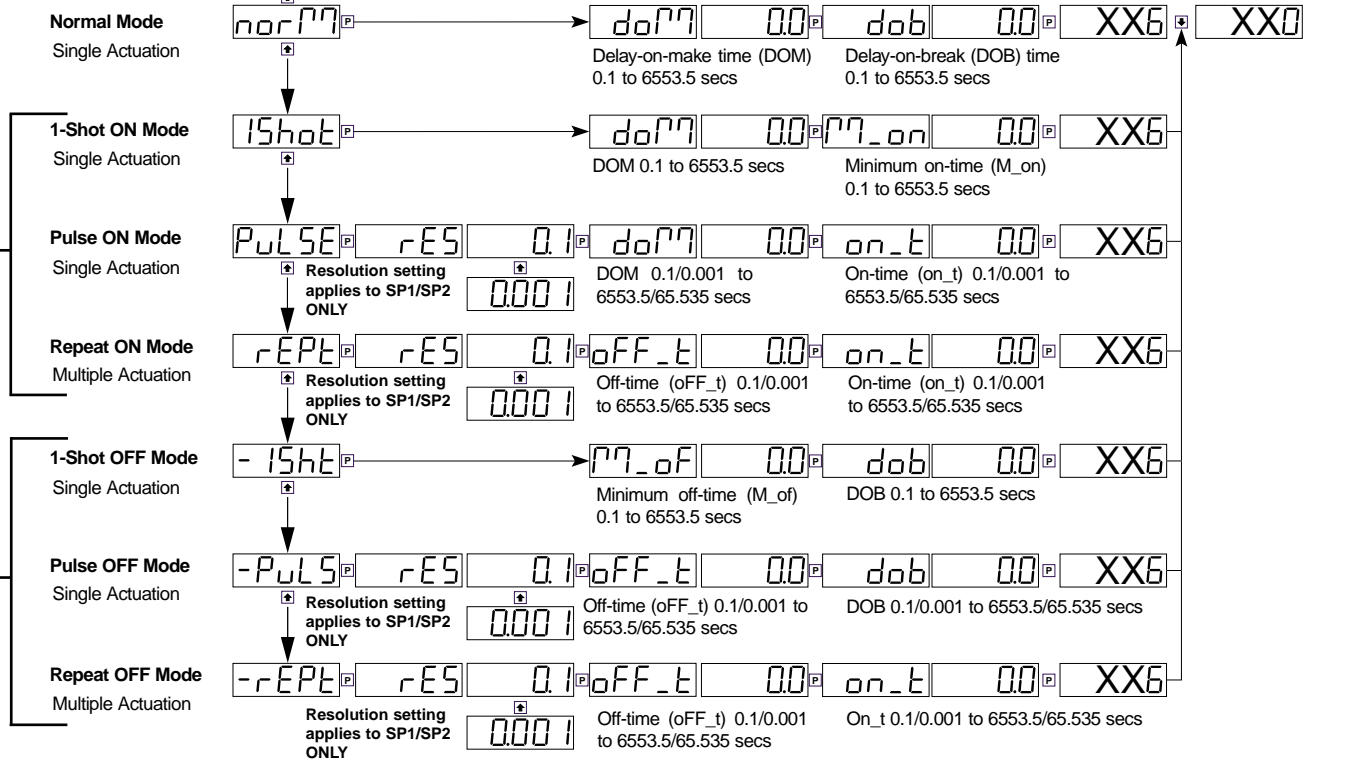 Normal Mode
Single Actuation
norM P doM 0.0 P dob 0.0 P XX6 XX0
Delay-on-make time (DOM)
0.1 to 6553.5 secs
Delay-on-break (DOB) time
0.1 to 6553.5 secs
1-Shot ON Mode
Single Actuation
1Shot P doM 0.0 P M_on 0.0 P XX6
DOM 0.1 to 6553.5 secs
Minimum on-time (M_on)
0.1 to 6553.5 secs
Pulse ON Mode
Single Actuation
PuLSE P rES 0.1 P doM 0.0 P on_t 0.0 P XX6
Resolution setting
applies to SP1/SP2
ONLY
0.001
DOM 0.1/0.001 to
6553.5/65.535 secs
On-time (on_t) 0.1/0.001 to
6553.5/65.535 secs
Repeat ON Mode
Multiple Actuation
rEPt P rES 0.1 P oFF_t 0.0 P on_t 0.0 P XX6
Resolution setting
applies to SP1/SP2
ONLY
0.001
Off-time (oFF_t) 0.1/0.001
to 6553.5/65.535 secs
On-time (on_t) 0.1/0.001
to 6553.5/65.535 secs
1-Shot OFF Mode
Single Actuation
-1Sht P M_oF 0.0 P dob 0.0 P XX6
Minimum off-time (M_of)
0.1 to 6553.5 secs
DOB 0.1 to 6553.5 secs
Pulse OFF Mode
Single Actuation
-PuLS P rES 0.1 P oFF_t 0.0 P dob 0.0 P XX6
Resolution setting
applies to SP1/SP2
ONLY
0.001
Off-time (oFF_t) 0.1/0.001 to
6553.5/65.535 secs
DOB 0.1/0.001 to 6553.5/65.535 secs
Repeat OFF Mode
Multiple Actuation
-rEPt P rES 0.1 P oFF_t 0.0 P on_t 0.0 P XX6
Resolution setting
applies to SP1/SP2
ONLY
0.001
Off-time (oFF_t) 0.1/0.001
to 6553.5/65.535 secs
On_t 0.1/0.001 to 6553.5/65.535 secs